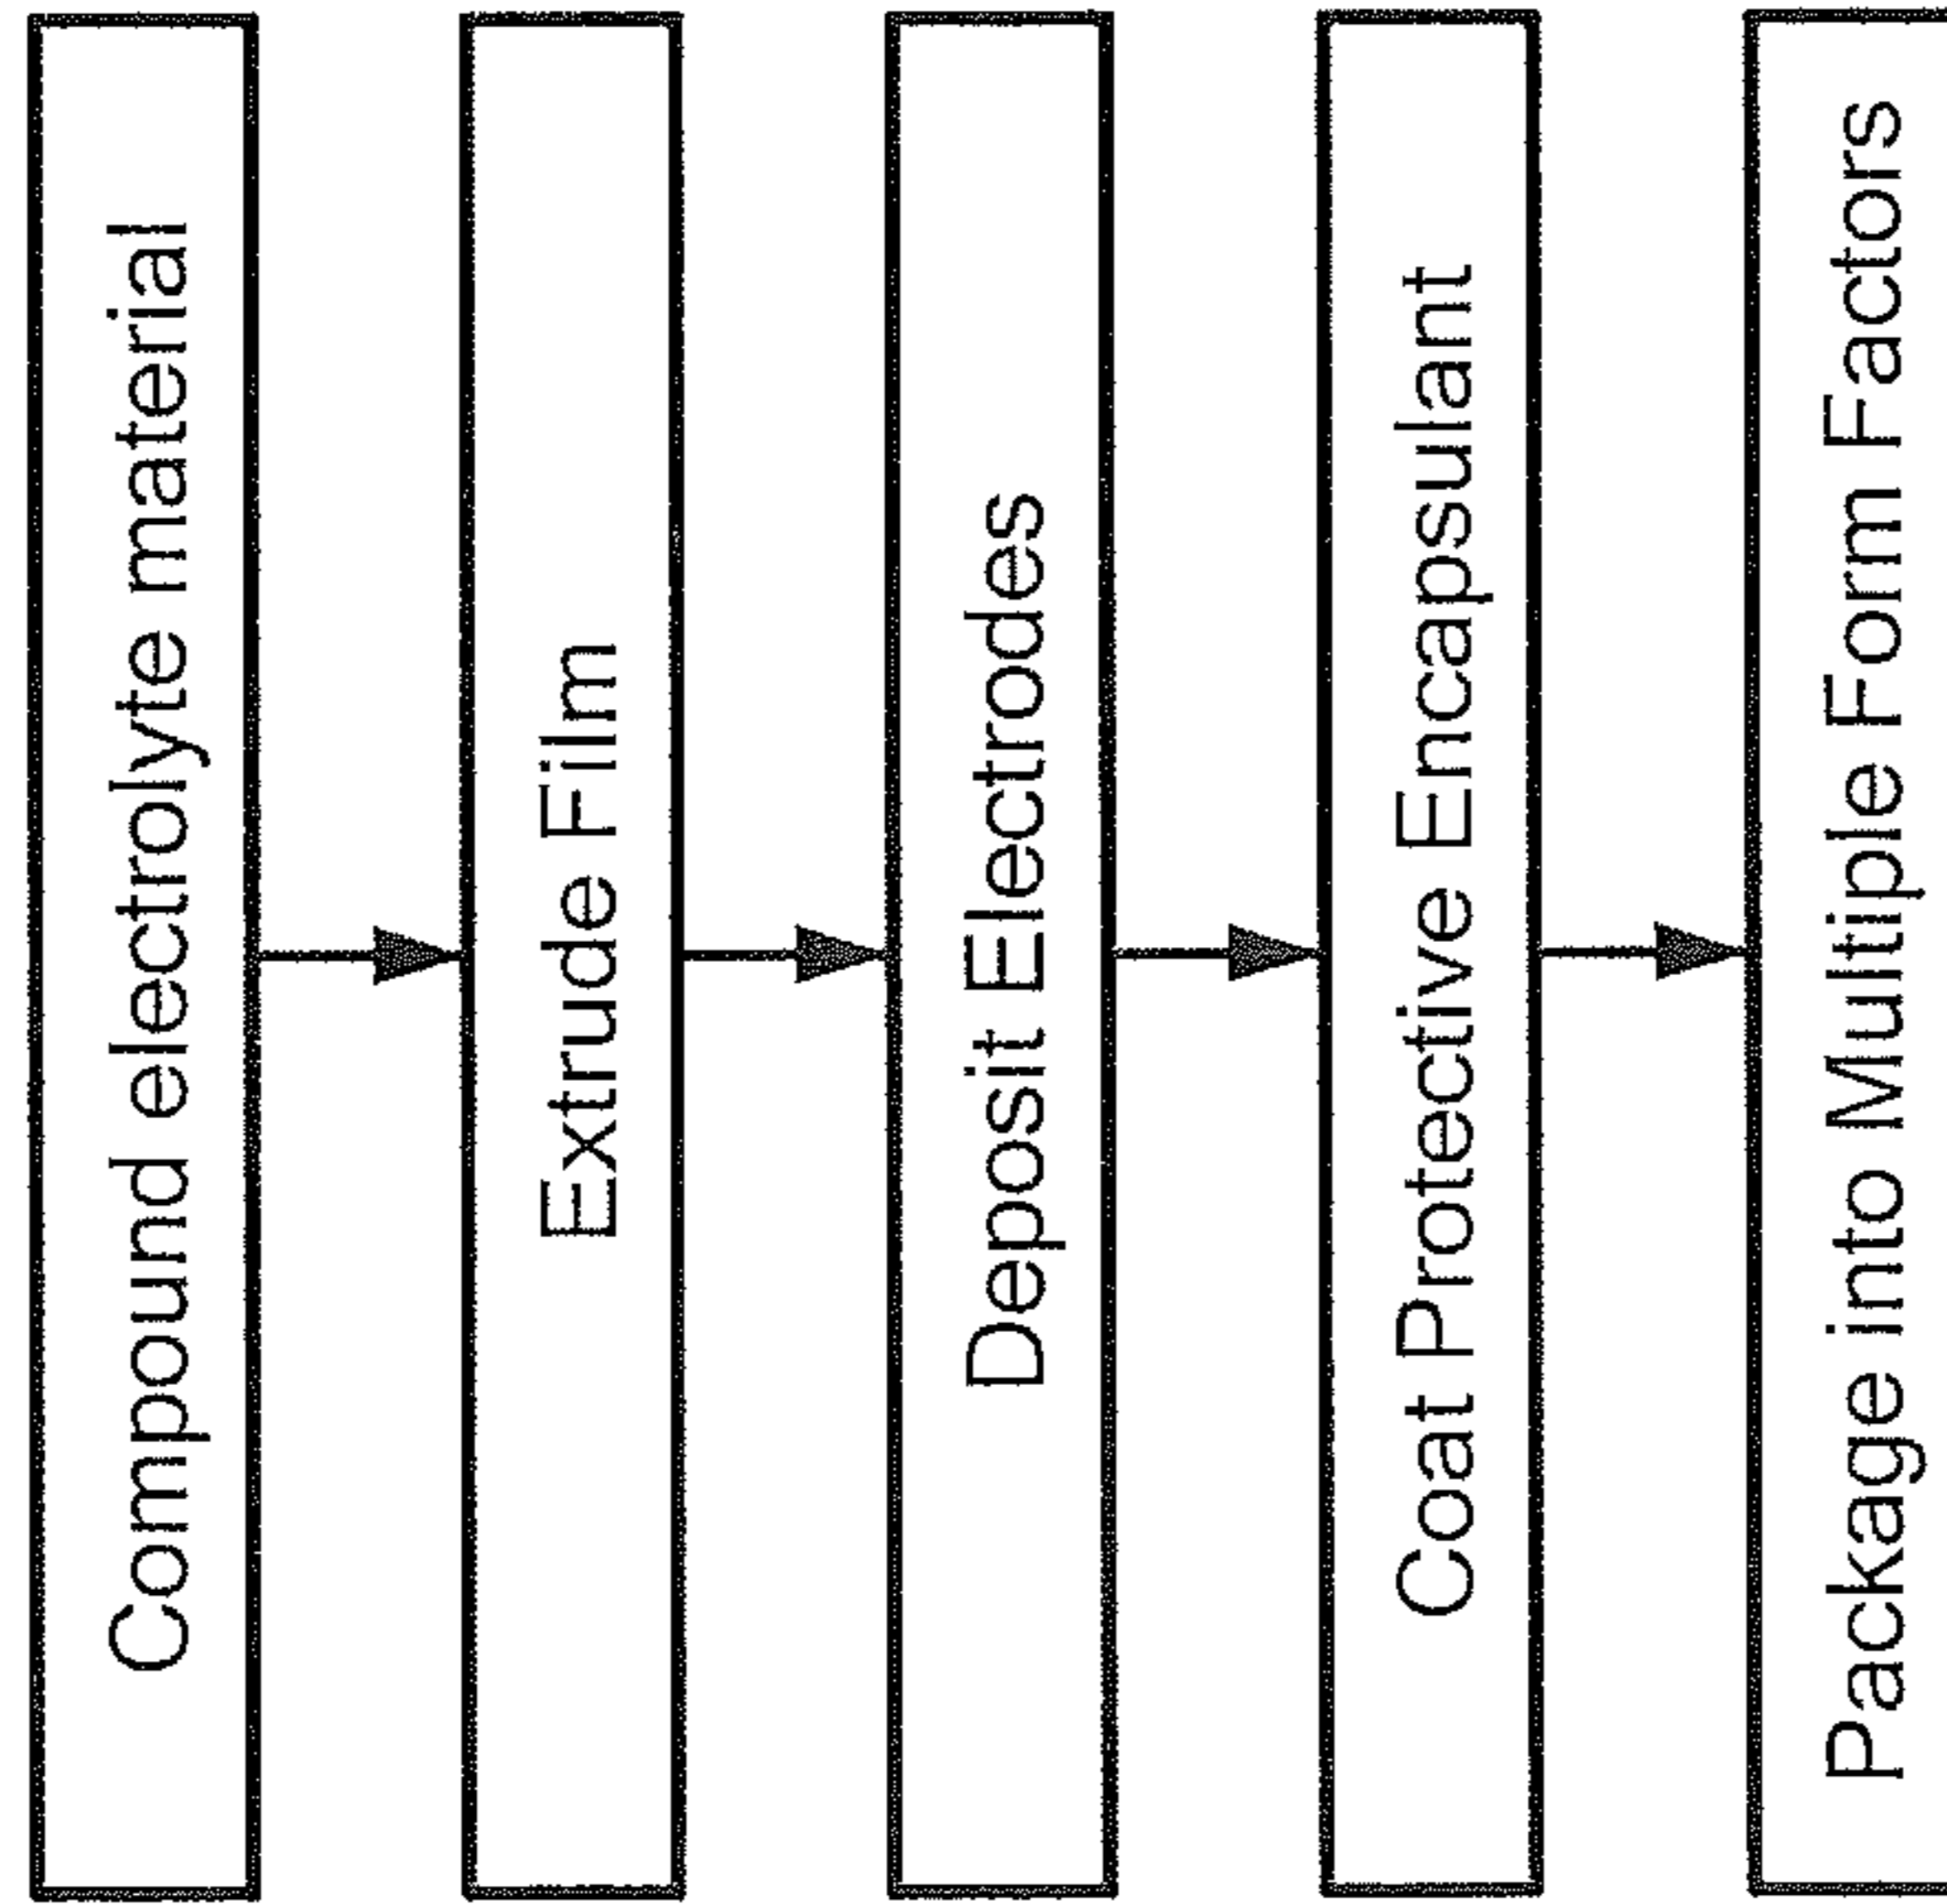 Compound electrolyte material
Extrude Film
Deposit Electrodes
Coat Protective Encapsulant
Package into Multiple Form Factors